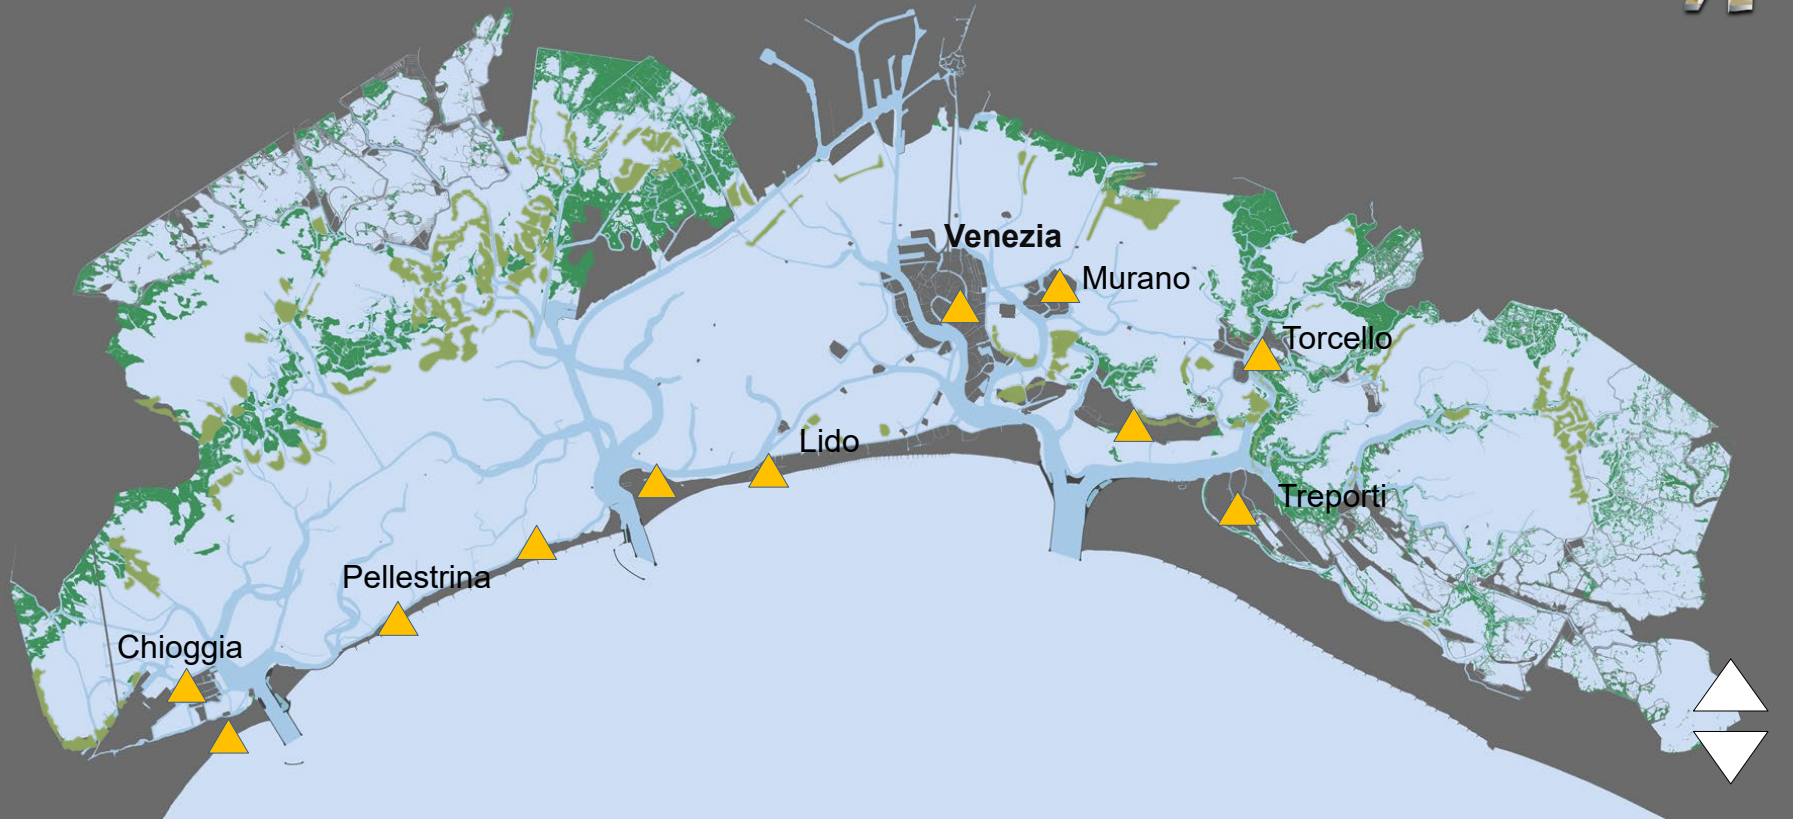 Venezia
Murano
Torcello
Lido
Treporti
Pellestrina
Chioggia